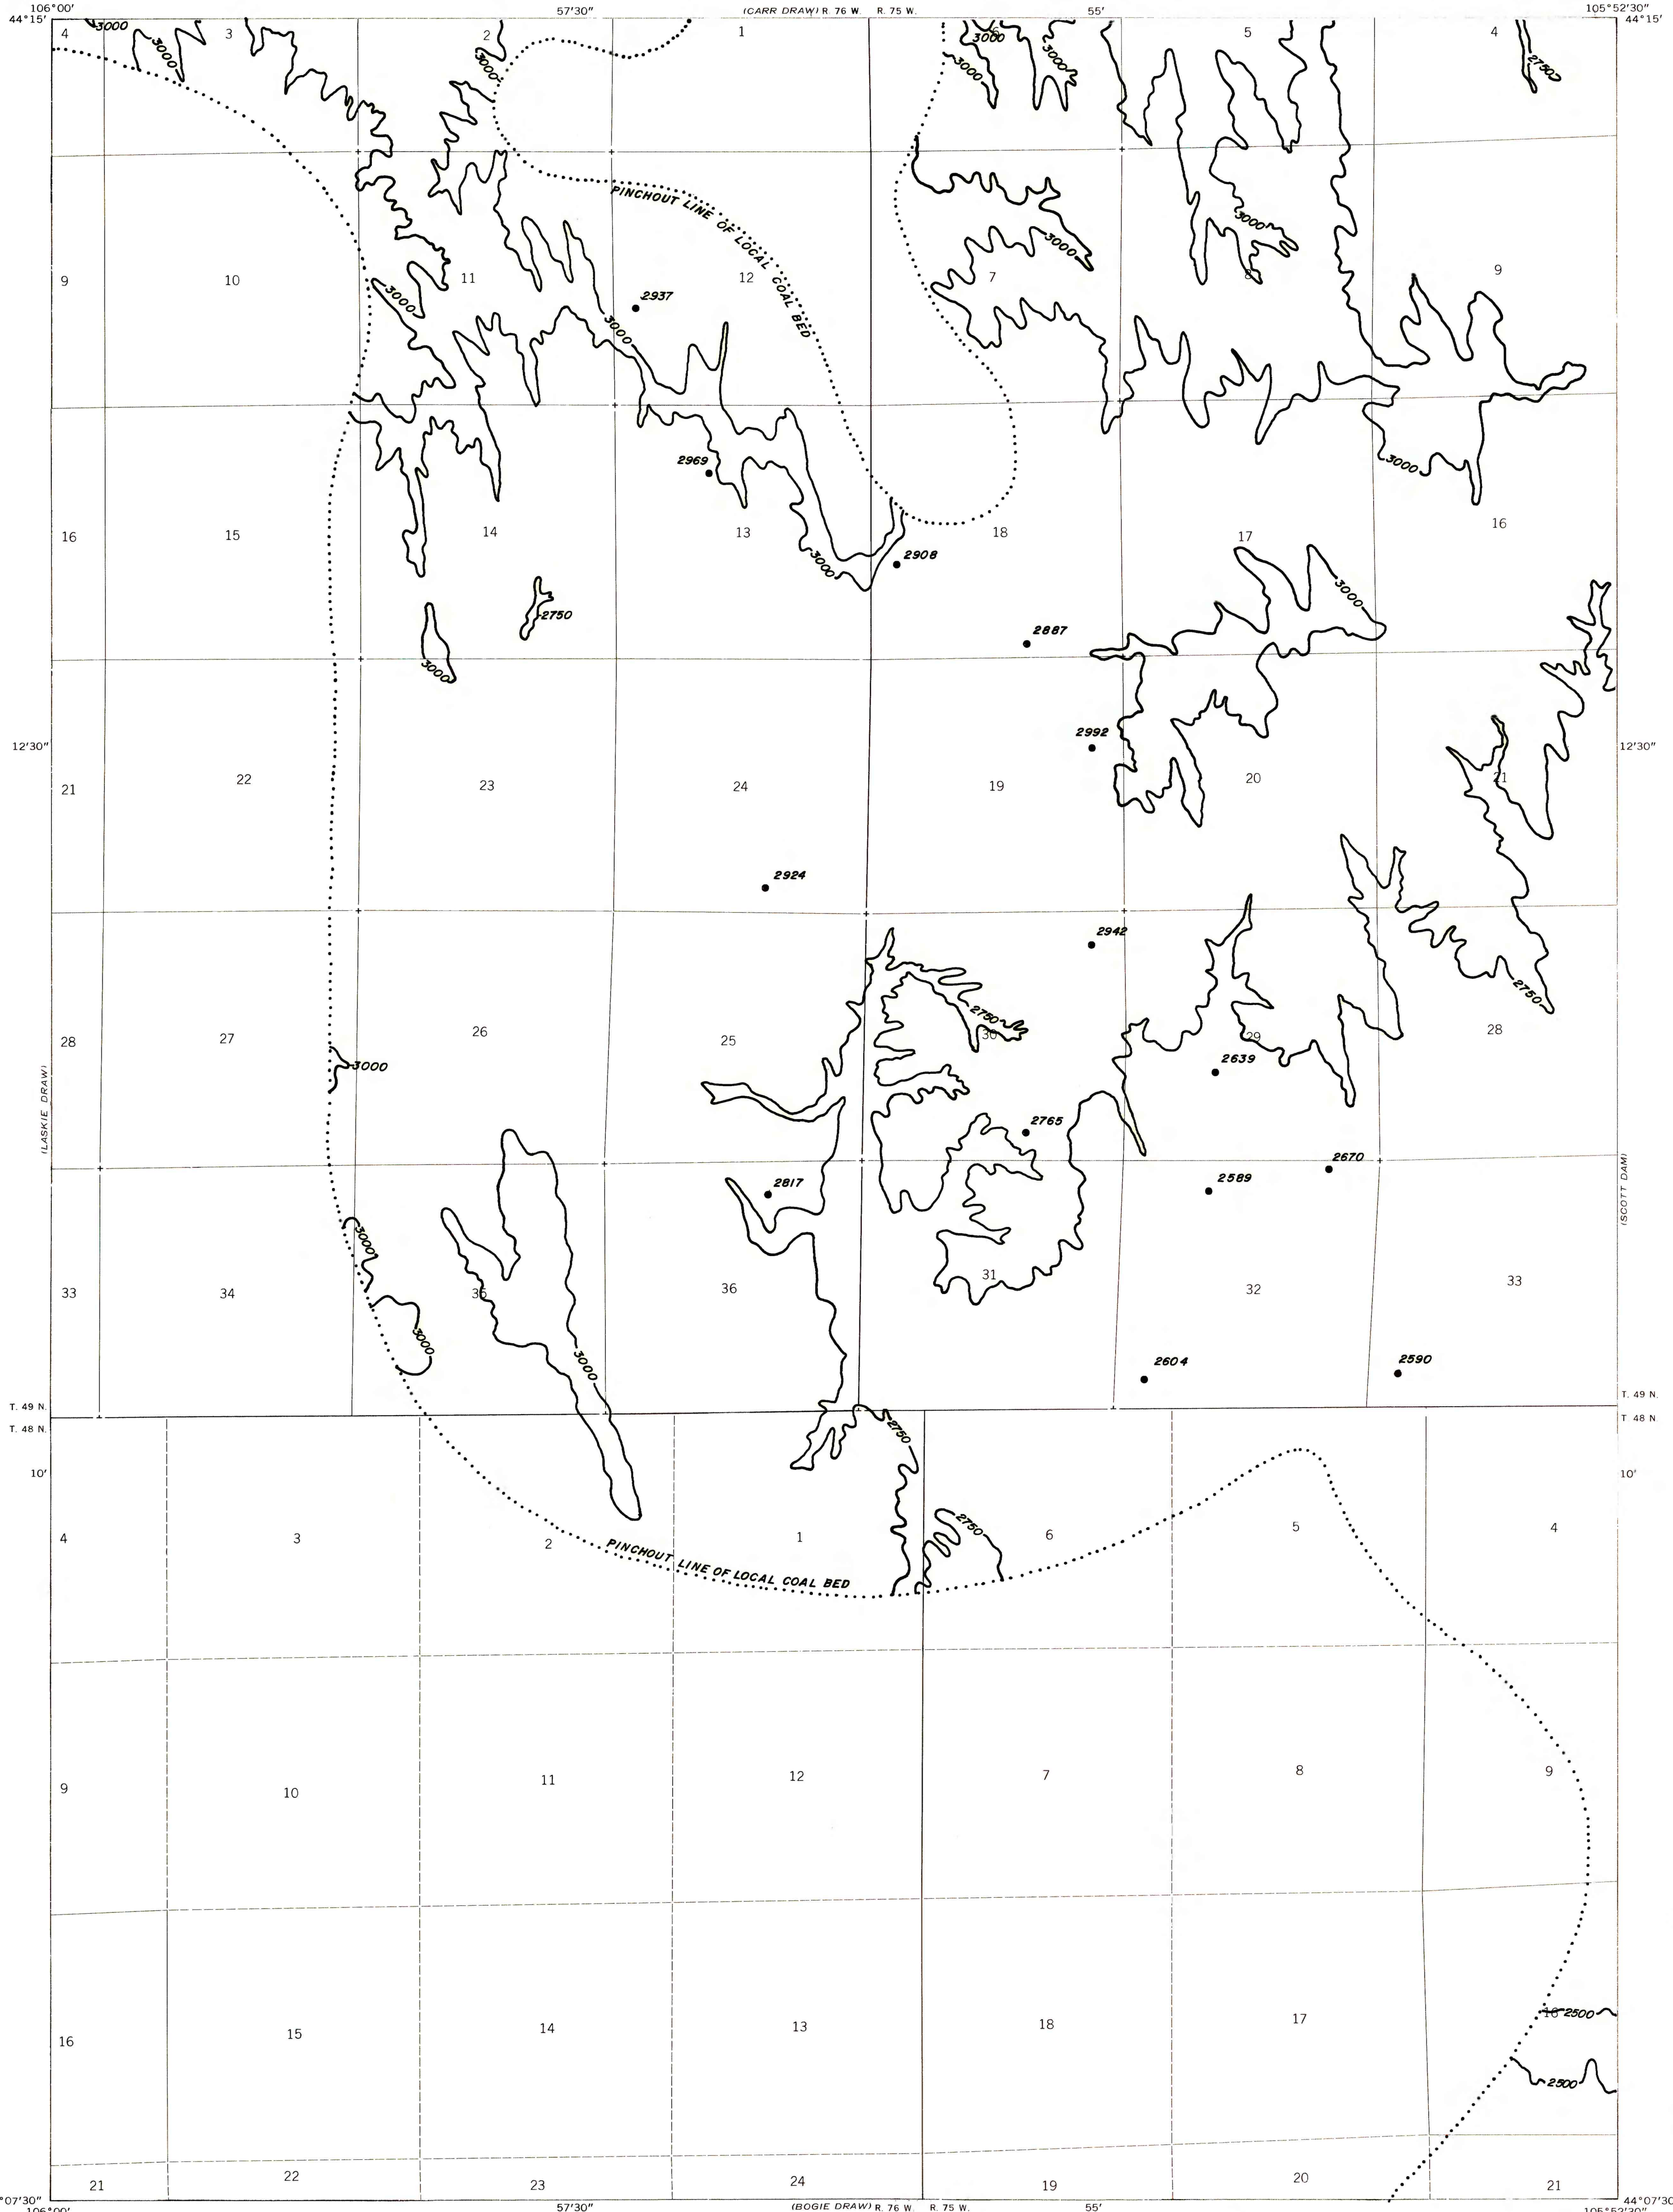 106°00' 57'30" (CARR DRAW) R. 76 W. R. 75 W. 55' 105°52'30"
44°15' 44°15'
4 3000 3 2 1 3000 5 4
3000 3000 3000 3000 2750
PINCHOUT LINE OF LOCAL COAL BED
3000
3000
9 10 11 12 7 8 9
3000 2937
3000
2969 3000
16 15 14 13 18 17 16
3000 2908
3000
2750 2887
3000
12'30" 2992 12'30"
21 22 23 24 19 20 21
2924
2942
2750 2750
28 27 26 25 30 29 28
3000 2639
(LASKIE DRAW)
2765
2670
2817 2589
(SCOTT DAM)
3000
33 34 35 36 31 32 33
3000 3000 2604 2590
T. 49 N. T. 49 N.
T. 48 N. T 48 N.
2750
10' 10'
2750
4 3 2 1 6 5 4
PINCHOUT LINE OF LOCAL COAL BED
9 10 11 12 7 8 9
16 15 14 13 18 17 16 2500
2500
21 22 23 24 19 20 21
°07'30" 44°07'30
106°00' 57'30" (BOGIE DRAW) R. 76 W. R. 75 W. 55' 105°52'30"